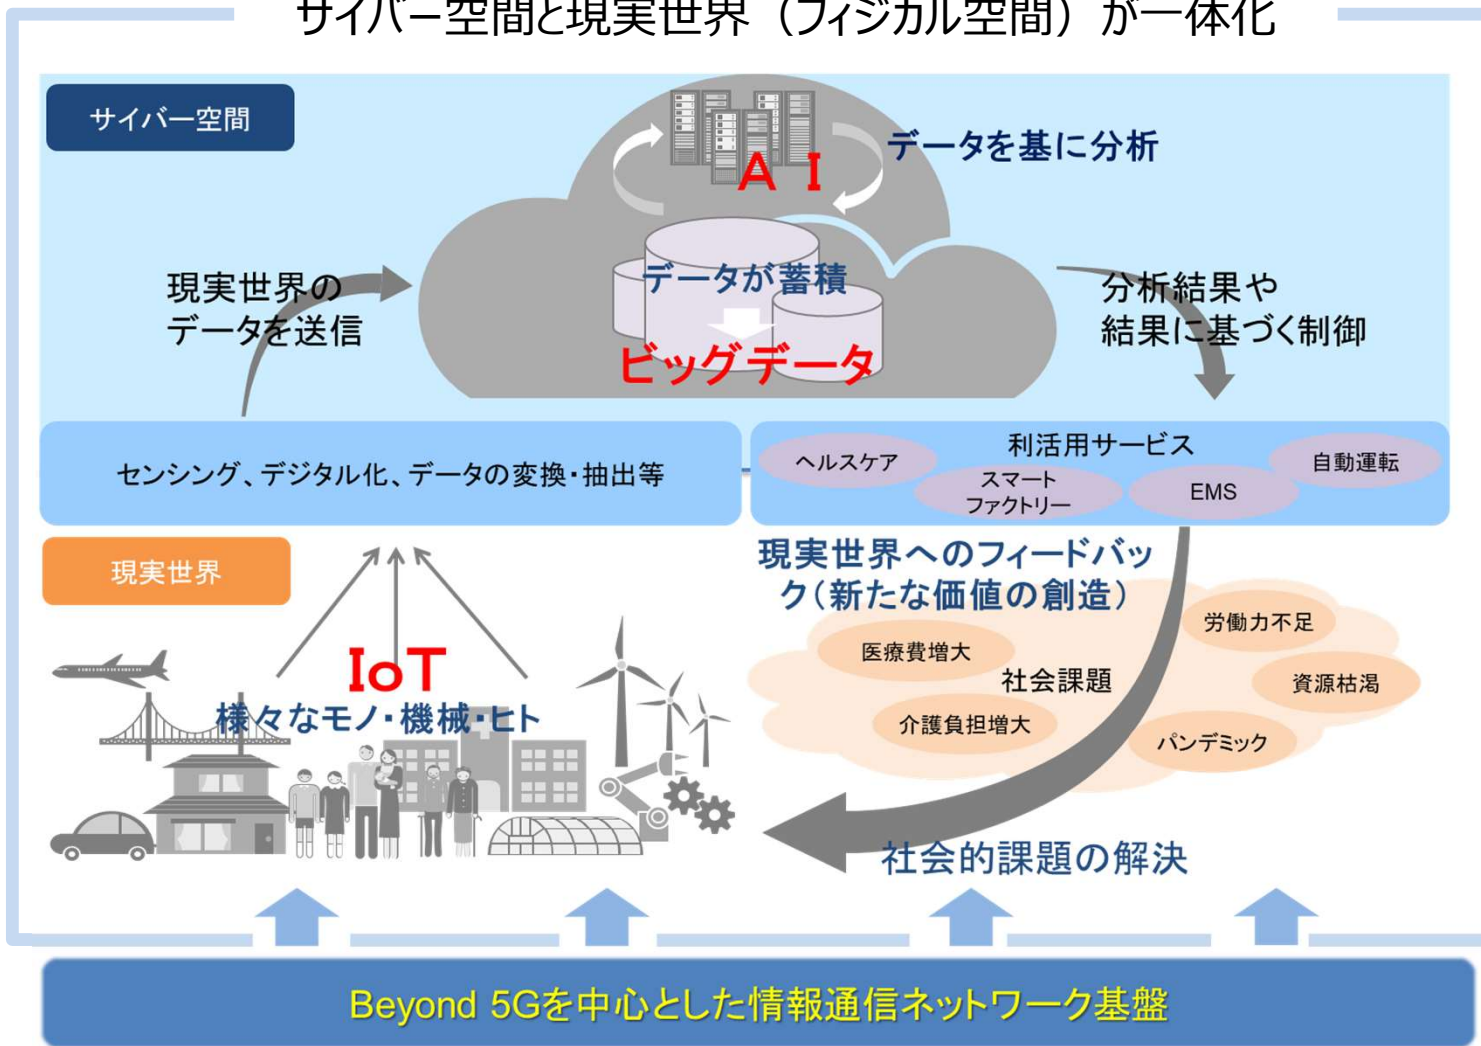 サイバー空間と現実世界（フィジカル空間）が一体化
サイバー空間
データを基に分析
ＡＩ
現実世界の
データを送信
データが蓄積
ビッグデータ
分析結果や
結果に基づく制御
センシング、デジタル化、データの変換・抽出等
利活用サービス
ヘルスケア
スマート
ファクトリー
EMS
自動運転
現実世界
現実世界へのフィードバッ
ク（新たな価値の創造）
IoT
様々なモノ・機械・ヒト
労働力不足
医療費増大
社会課題
資源枯渇
介護負担増大
パンデミック
社会的課題の解決
Beyond 5Gを中心とした情報通信ネットワーク基盤